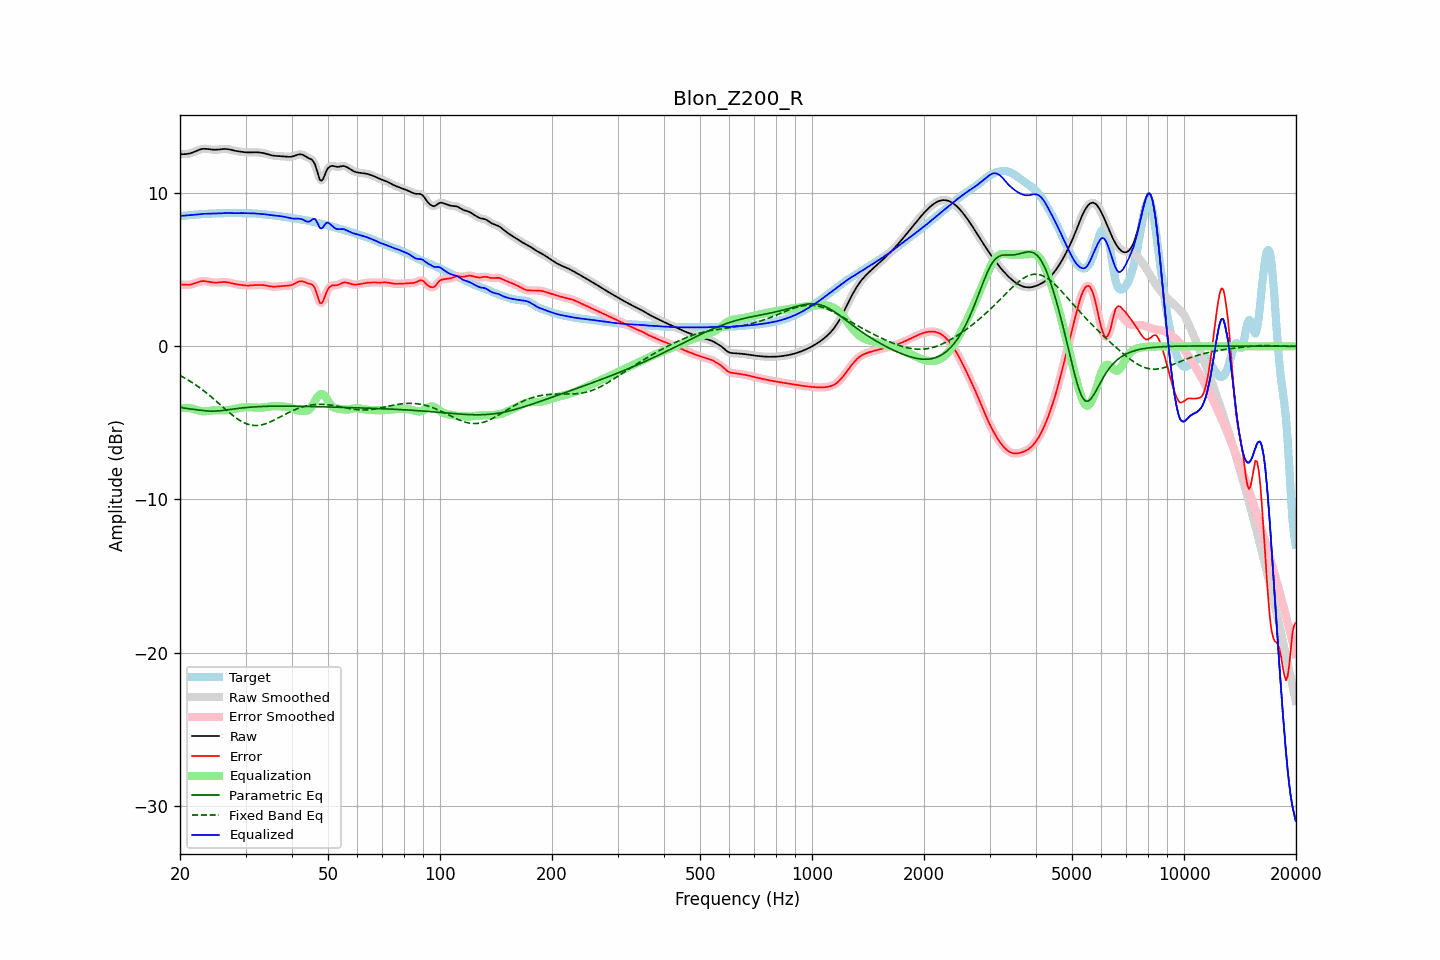 Blon_Z200_R
10
0
−10
−20
−30
Amplitude (dBr)
Target
Raw Smoothed
Error Smoothed
Raw
Error
Equalization
Parametric Eq
Fixed Band Eq
Equalized
20 50 100 200 500 1000 2000 5000 10000 20000
Frequency (Hz)